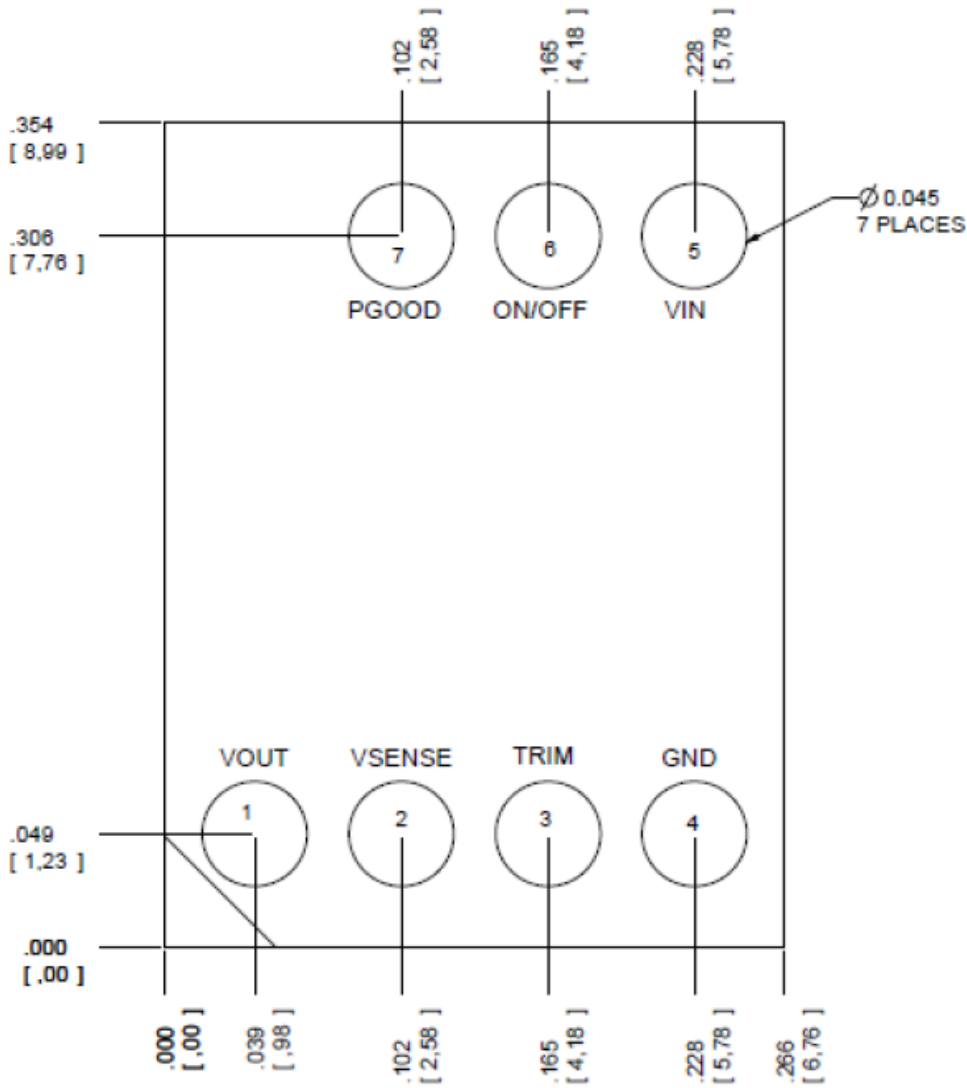 .102
[ 2,58 ]
.165
[ 4,18 ]
.228
[ 5,78 ]
.354
[ 8,99 ]
Ø 0.045
7 PLACES
.306
[ 7,76 ]
7
6
5
PGOOD
ON/OFF
VIN
VOUT
VSENSE
TRIM
GND
1
2
3
4
.049
[ 1,23 ]
.000
[ ,00 ]
.000
[ ,00 ]
.039
[ ,98 ]
.102
[ 2,58 ]
.165
[ 4,18 ]
.228
[ 5,78 ]
.266
[ 6,76 ]